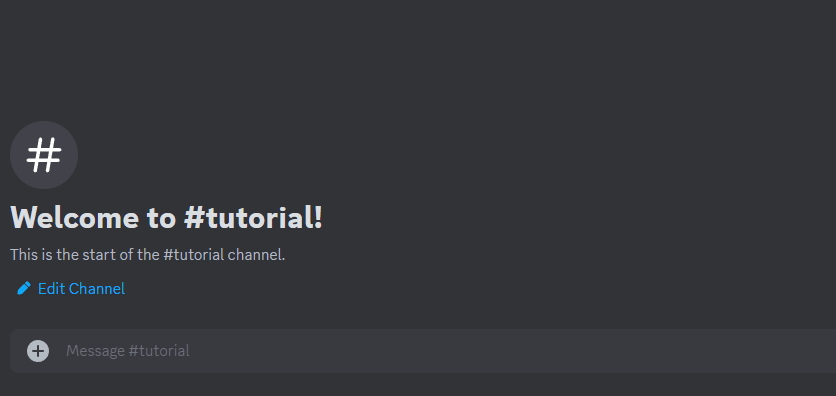 #
Welcome to #tutorial!
This is the start of the #tutorial channel.
Edit Channel
Message #tutorial